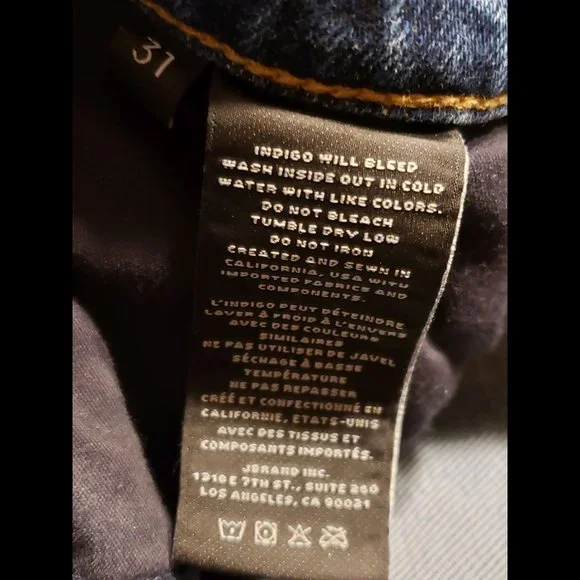 31
INDIGO WILL BLEED
WASH INSIDE OUT IN COLD
WATER WITH LIKE COLORS.
DO NOT BLEACH
TUMBLE DRY LOW
DO NOT IRON
CREATED AND SEWN IN
CALIFORNIA, USA WITH
IMPORTED FABRICS AND
COMPONENTS.
L'INDIGO PEUT DÉTEINDRE
LAVER À FROID À L'ENVERS
AVEC DES COULEURS
SIMILAIRES
NE PAS UTILISER DE JAVEL
SÉCHAGE À BASSE
TEMPÉRATURE
NE PAS REPASSER
CRÉÉ ET CONFECTIONNÉ EN
CALIFORNIE, ETATS-UNIS
AVEC DES TISSUS ET
COMPOSANTS IMPORTÉS.
JBRAND INC.
1318 E 7TH ST., SUITE 260
LOS ANGELES, CA 90021